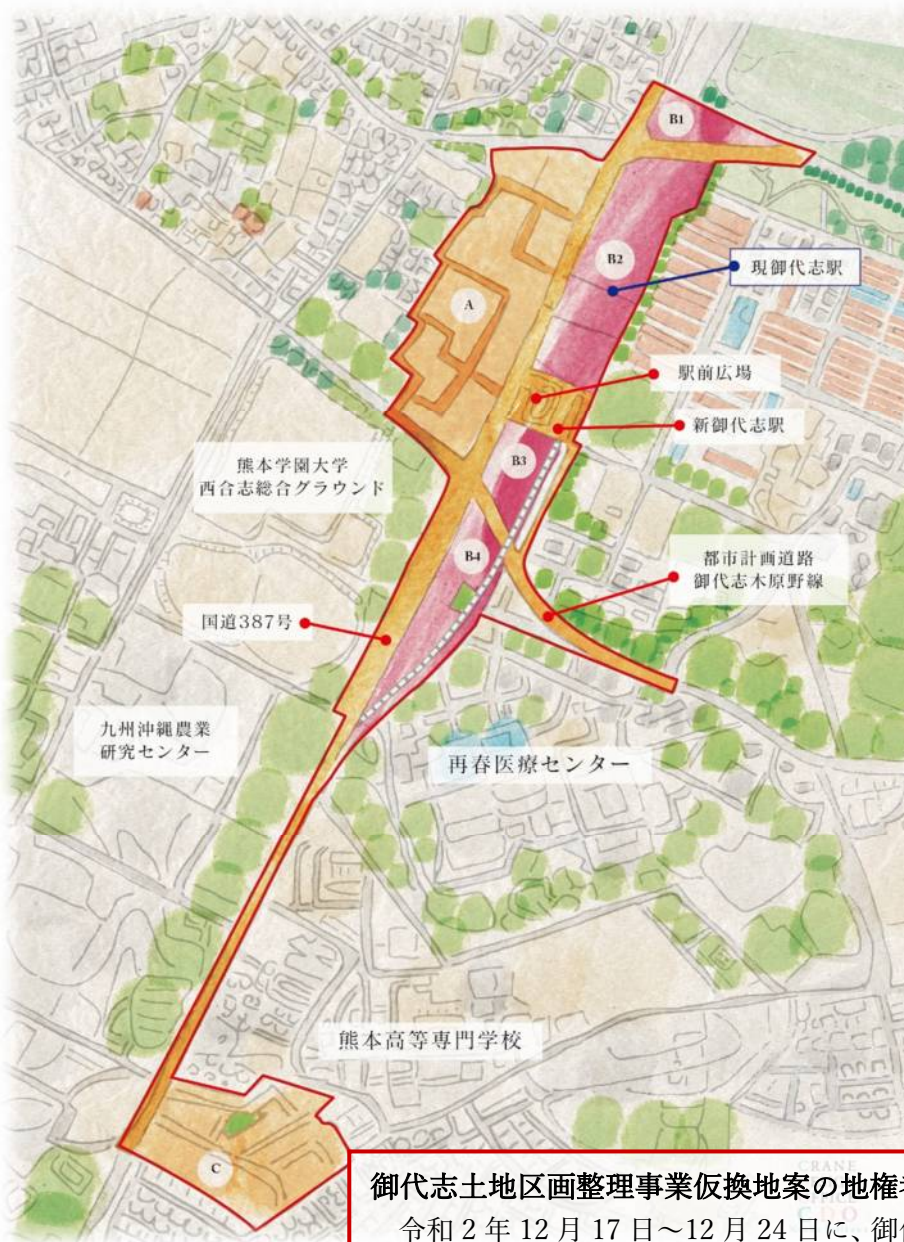 B1
B2
現御代志駅
A
駅前広場
新御代志駅
B3
熊本学園大学
西合志総合グラウンド
B4
都市計画道路
御代志木原野線
国道387号
九州沖縄農業
研究センター
再春医療センター
熊本高等専門学校
C
CRANE
御代志土地区画整理事業仮換地案の地権
令和2年12月17日～12月24日に、御